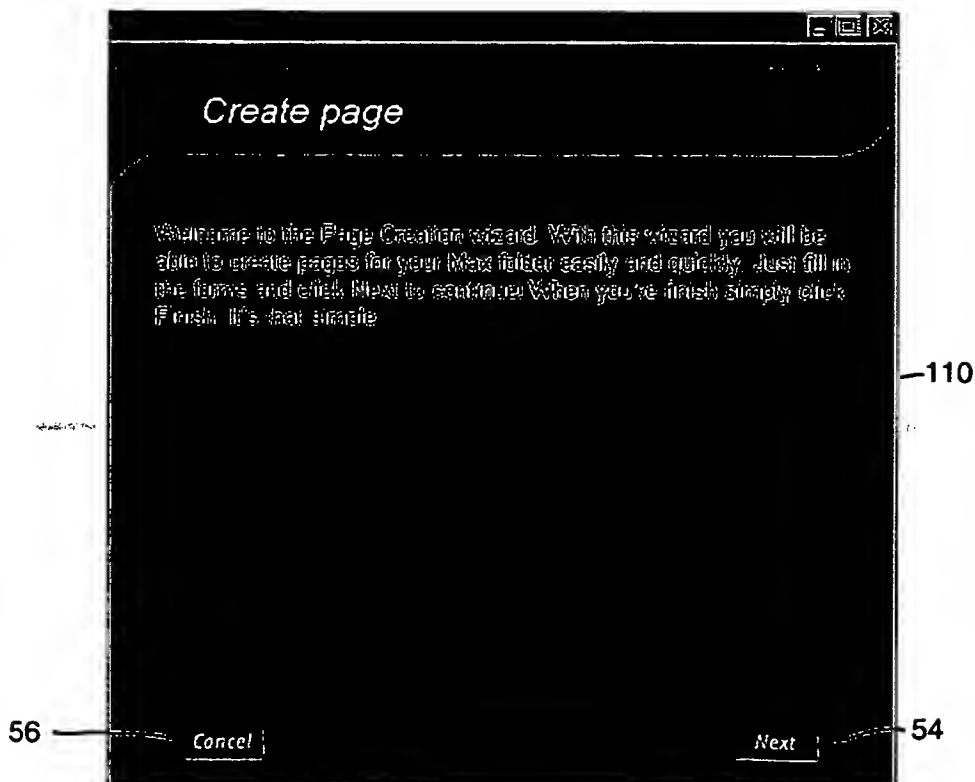 Create page
Welcome to the Page Creation wizard. With this wizard you will be
able to create pages for your Max folder easily and quickly. Just fill in
the forms and click Next to continue. When you've finish simply click
Finish. It's that simple
110
56
Cancel
Next
54